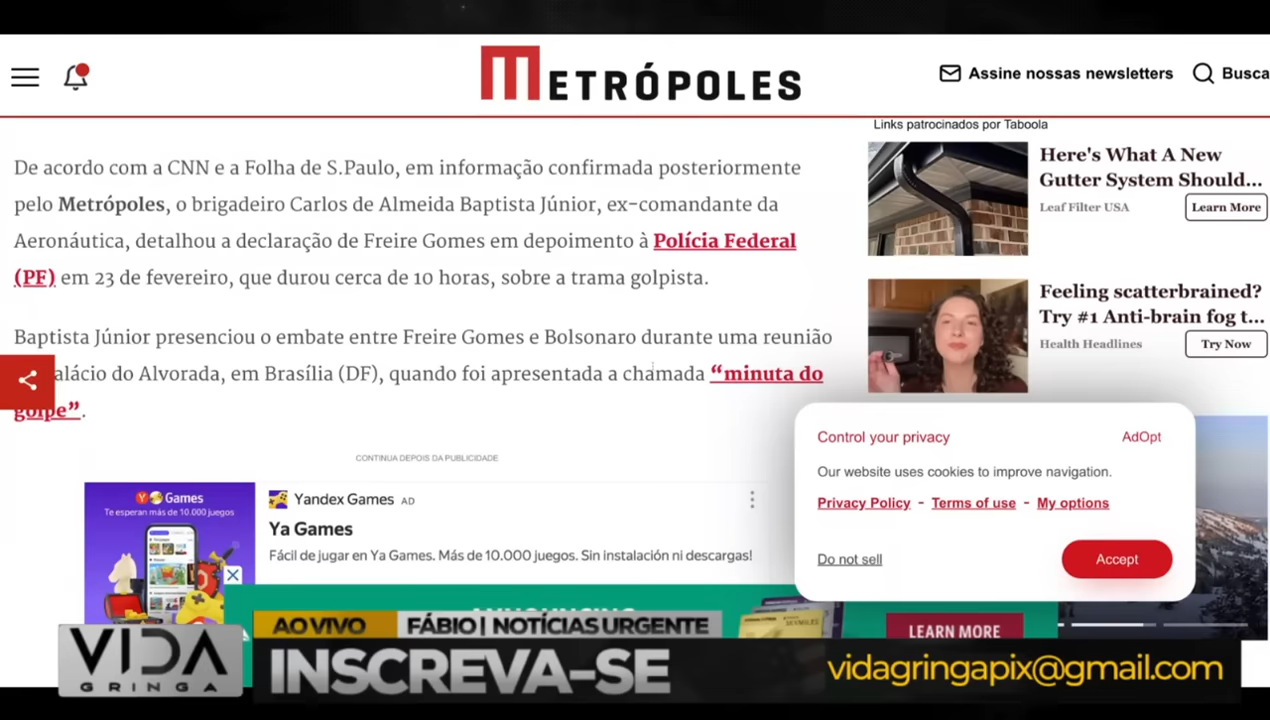 METRÓPOLES
Assine nossas newsletters
Busca
De acordo com a CNN e a Folha de S.Paulo, em informação confirmada posteriormente
pelo Metrópoles, o brigadeiro Carlos de Almeida Baptista Júnior, ex-comandante da
Aeronáutica, detalhou a declaração de Freire Gomes em depoimento à Polícia Federal
(PF) em 23 de fevereiro, que durou cerca de 10 horas, sobre a trama golpista.
Baptista Júnior presenciou o embate entre Freire Gomes e Bolsonaro durante uma reunião
alácio do Alvorada, em Brasília (DF), quando foi apresentada a chamada “minuta do
golpe”.
CONTINUA DEPOIS DA PUBLICIDADE
Links patrocinados por Taboola
Here's What A New
Gutter System Should...
Leaf Filter USA
Learn More
Feeling scatterbrained?
Try #1 Anti-brain fog t...
Health Headlines
Try Now
Control your privacy
AdOpt
Our website uses cookies to improve navigation.
Privacy Policy - Terms of use - My options
Do not sell
Accept
Y Games
Te esperan más de 10.000 juegos
Yandex Games AD
Ya Games
Fácil de jugar en Ya Games. Más de 10.000 juegos. Sin instalación ni descargas!
ANNOUNCING
LEARN MORE
AO VIVO
FÁBIO | NOTÍCIAS URGENTE
VIDA
GRINGA
INSCREVA-SE
vidagringapix@gmail.com